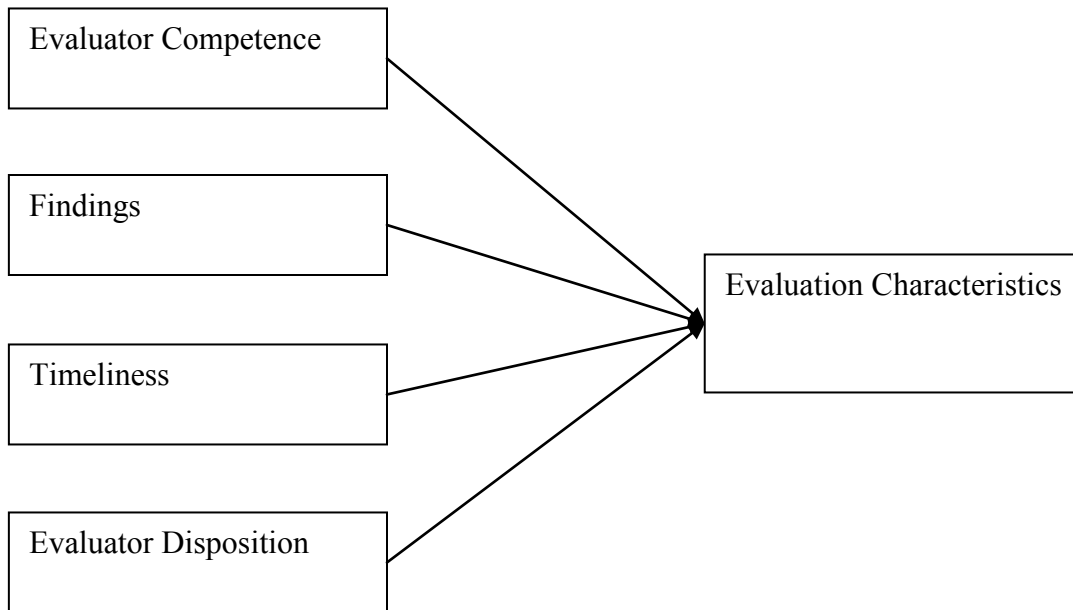 Evaluator Competence
Findings
Evaluation Characteristics
Timeliness
Evaluator Disposition